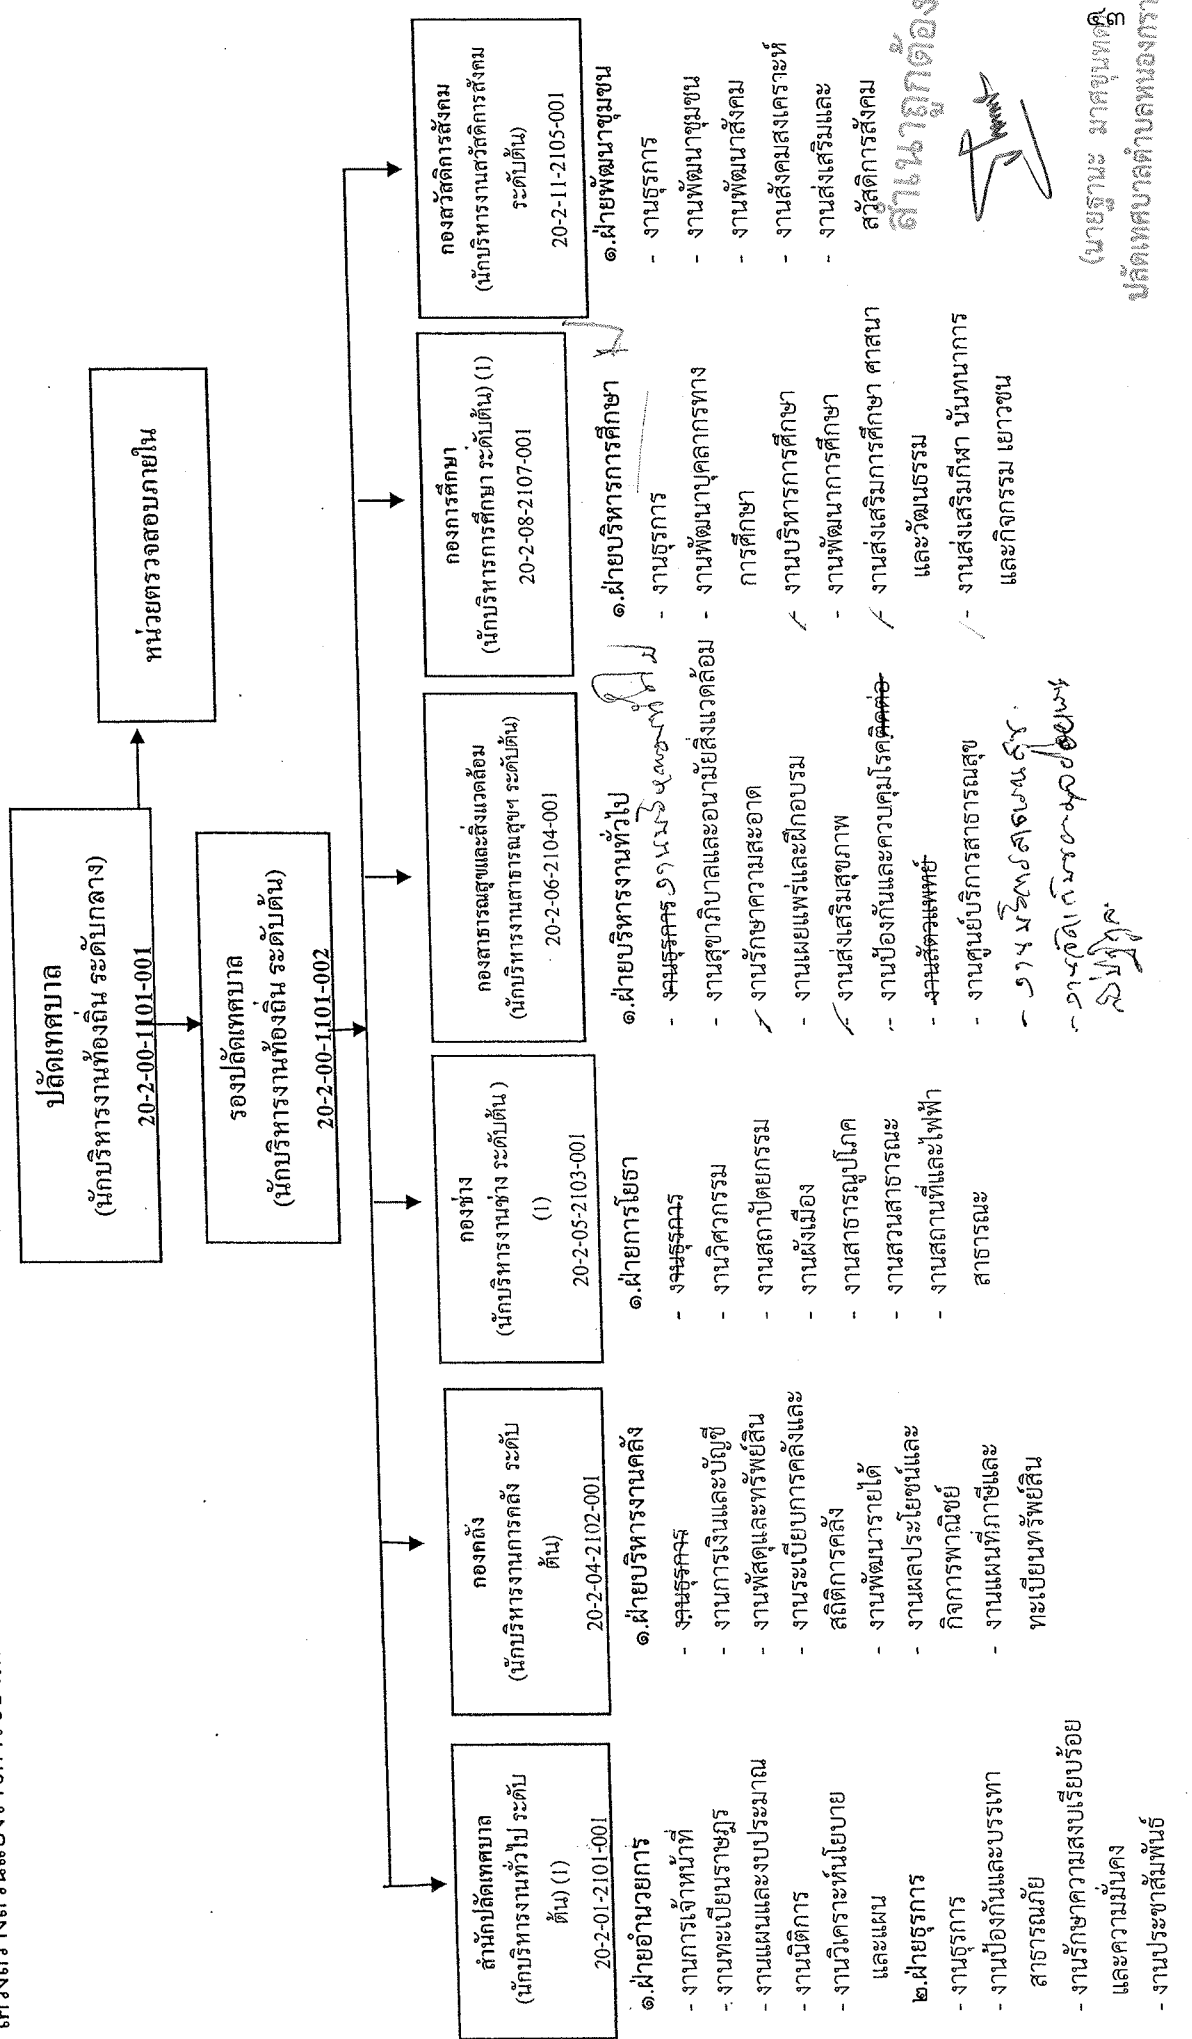 ปลัดเทศบาล
(นักบริหารงานท้องถิ่น ระดับกลาง)
20-2-00-1101-001
หน่วยตรวจสอบภายใน
รองปลัดเทศบาล
(นักบริหารงานท้องถิ่น ระดับต้น)
20-2-00-1101-002
สำนักปลัดเทศบาล
(นักบริหารงานทั่วไป ระดับ
ต้น) (1)
20-2-01-2101-001
๑.ฝ่ายอำนวยการ
- งานการเจ้าหน้าที่
- งานทะเบียนราษฎร
- งานแผนและงบประมาณ
- งานนิติการ
- งานวิเคราะห์นโยบาย
และแผน
๒.ฝ่ายธุรการ
- งานธุรการ
- งานป้องกันและบรรเทา
สาธารณภัย
- งานรักษาความสงบเรียบร้อย
และความมั่นคง
- งานประชาสัมพันธ์
กองคลัง
(นักบริหารงานการคลัง ระดับ
ต้น)
20-2-04-2102-001
๑.ฝ่ายบริหารงานคลัง
- งานธุรการ
- งานการเงินและบัญชี
- งานพัสดุและทรัพย์สิน
- งานระเบียบการคลังและ
สถิติการคลัง
- งานพัฒนารายได้
- งานผลประโยชน์และ
กิจการพาณิชย์
- งานแผนที่ภาษีและ
ทะเบียนทรัพย์สิน
กองช่าง
(นักบริหารงานช่าง ระดับต้น )
(1)
20-2-05-2103-001
๑.ฝ่ายการโยธา
- งานธุรการ
- งานวิศวกรรม
- งานสถาปัตยกรรม
- งานผังเมือง
- งานสาธารณูปโภค
- งานสวนสาธารณะ
- งานสถานที่และไฟฟ้า
สาธารณะ
กองสาธารณสุขและสิ่งแวดล้อม
(นักบริหารงานสาธารณสุขฯ ระดับต้น)
20-2-06-2104-001
๑.ฝ่ายบริหารงานทั่วไป
- งานธุรการ
- งานสุขาภิบาลและอนามัยสิ่งแวดล้อม
- งานรักษาความสะอาด
- งานเผยแพร่และฝึกอบรม
- งานส่งเสริมสุขภาพ
- งานป้องกันและควบคุมโรคติดต่อ
- งานสัตวแพทย์
- งานศูนย์บริการสาธารณสุข
กองการศึกษา
(นักบริหารการศึกษา ระดับต้น) (1)
20-2-08-2107-001
๑.ฝ่ายบริหารการศึกษา
- งานธุรการ
- งานพัฒนาบุคลากรทาง
การศึกษา
- งานบริหารการศึกษา
- งานพัฒนาการศึกษา
- งานส่งเสริมการศึกษา ศาสนา
และวัฒนธรรม
- งานส่งเสริมกีฬา นันทนาการ
และกิจกรรม เยาวชน
กองสวัสดิการสังคม
(นักบริหารงานสวัสดิการสังคม
ระดับต้น)
20-2-11-2105-001
๑.ฝ่ายพัฒนาชุมชน
- งานธุรการ
- งานพัฒนาชุมชน
- งานพัฒนาสังคม
- งานสังคมสงเคราะห์
- งานส่งเสริมและ
สวัสดิการสังคม
สำเนาถูกต้อง
๕๓